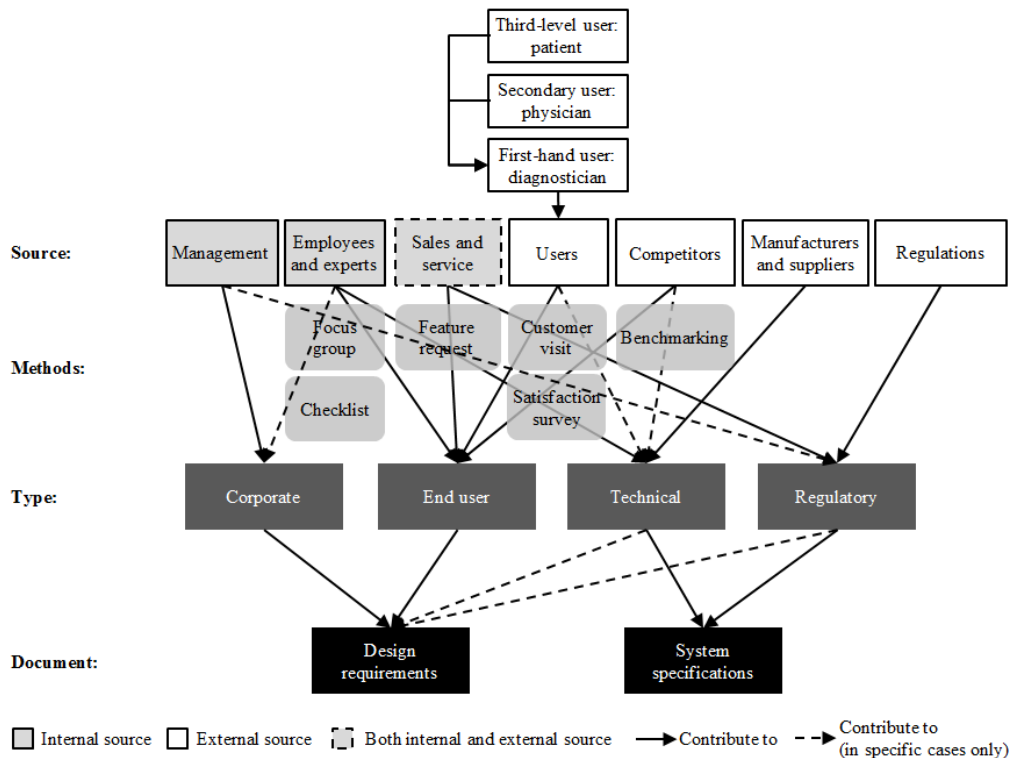 Third-level user:
patient
Secondary user:
physician
First-hand user:
diagnostician
Source:
Management
Employees
and experts
Sales and
service
Users
Competitors
Manufacturers
and suppliers
Regulations
Methods:
Focus
group
Feature
request
Customer
visit
Benchmarking
Checklist
Satisfaction
survey
Type:
Corporate
End user
Technical
Regulatory
Document:
Design
requirements
System
specifications
Internal source
External source
Both internal and external source
Contribute to
Contribute to
(in specific cases only)